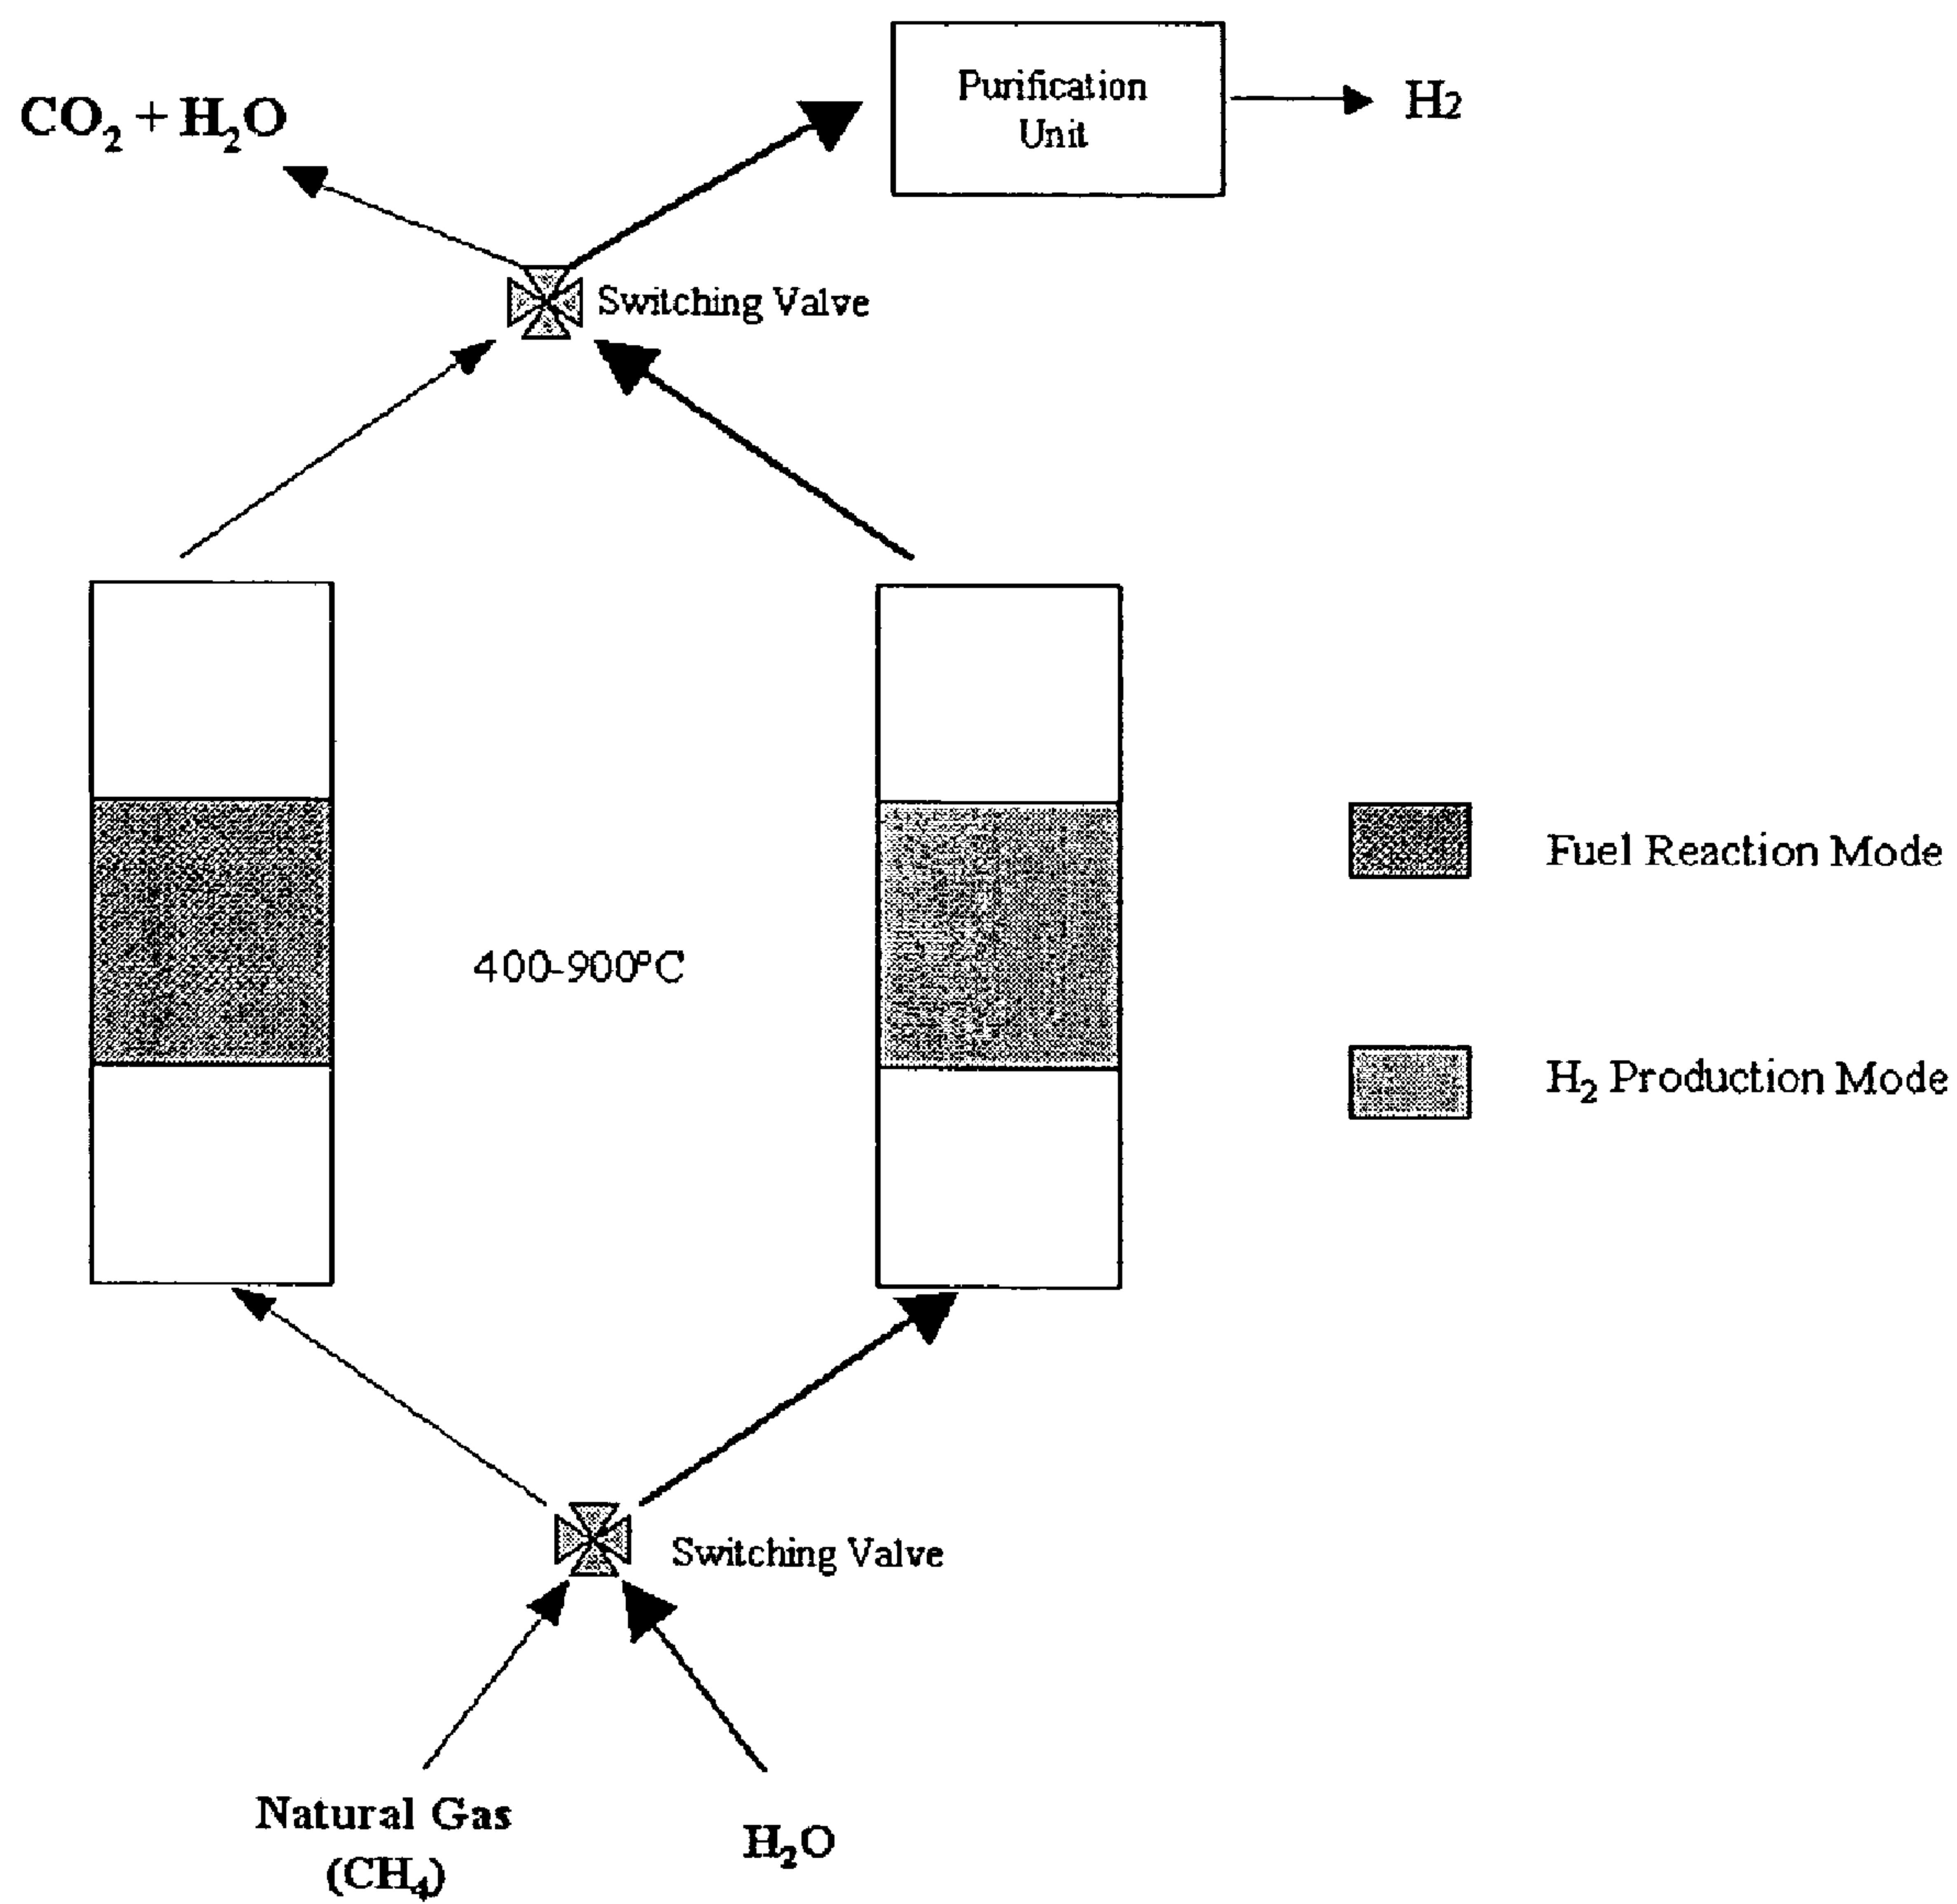 Purification
Unit
H2
CO₂ + H₂O
Switching Valve
400-900°C
Fuel Reaction Mode
H₂ Production Mode
Switching Valve
Natural Gas
(CH₄)
H₂O